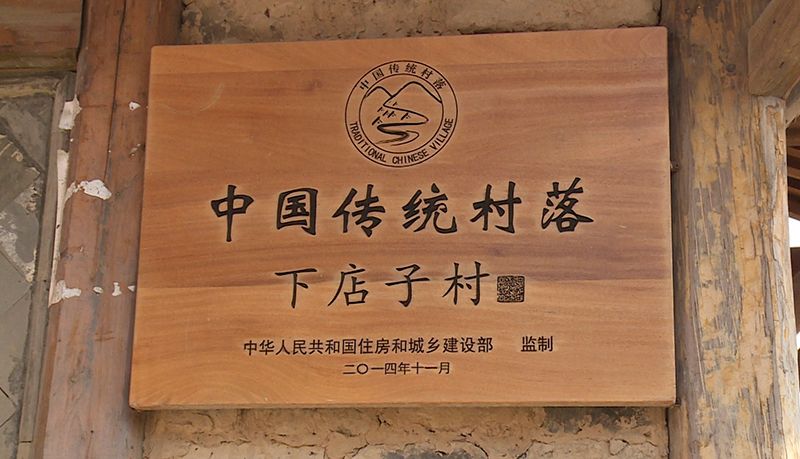 中国传统村落
TRADITIONAL CHINESE VILLAGE
中国传统村落
下店子村
中华人民共和国住房和城乡建设部 监制
二〇一四年十一月